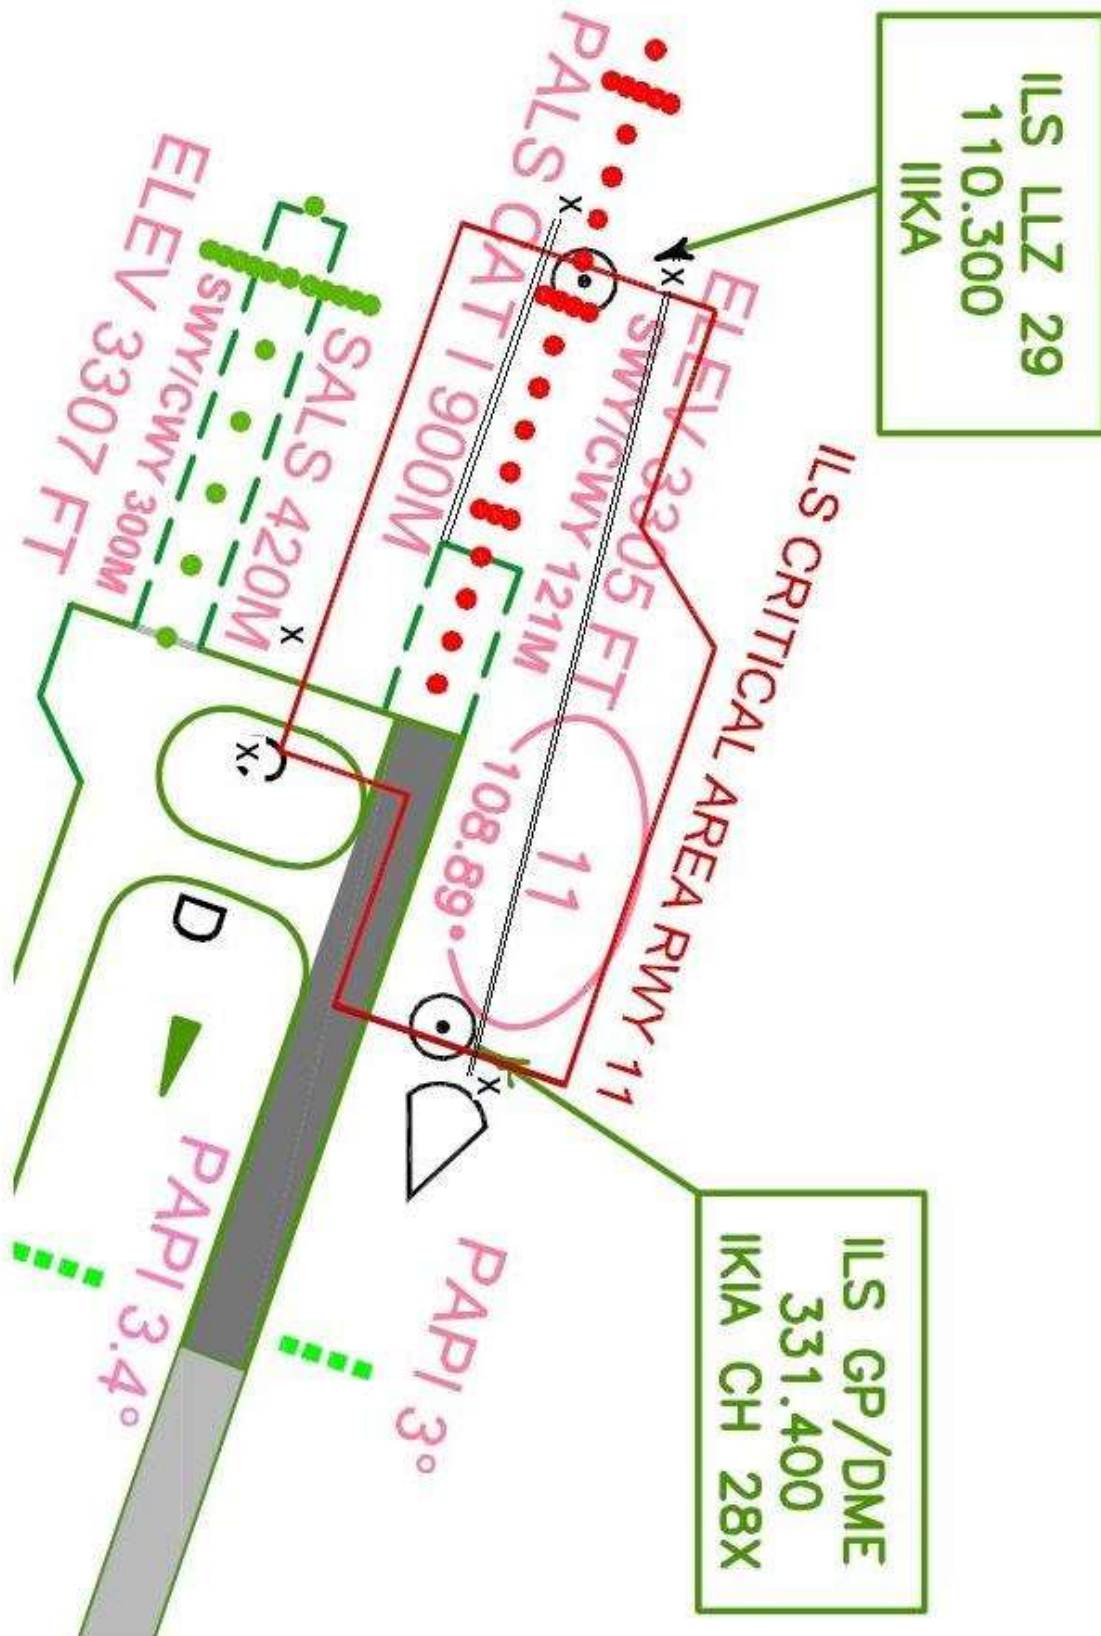 ILS LLZ 29
110.300
IIKA
PALS CAT I 900M
ELEV 3305 FT
SWY/CWY 121M
ILS CRITICAL AREA RWY 11
11
108.89°
SALS 420M
SWY/CWY 300M
ELEV 3307 FT
D
PAPI 3.4°
PAPI 3°
ILS GP/DME
331.400
IKIA CH 28X
x
x
x
x
x